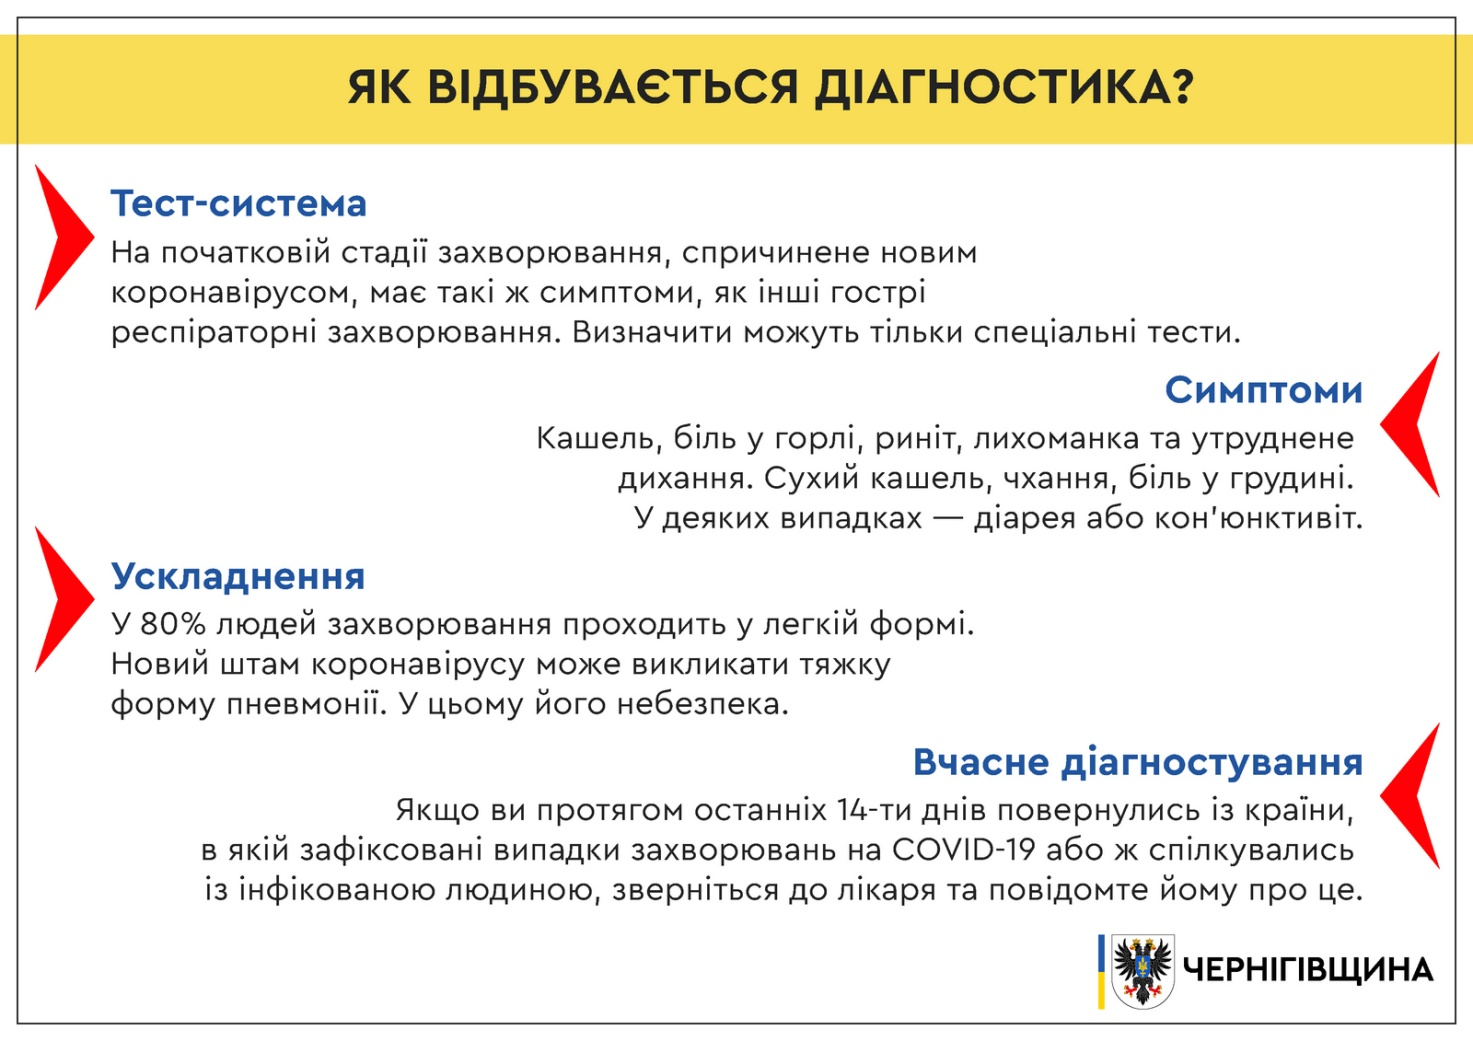 ЯК ВІДБУВАЄТЬСЯ ДІАГНОСТИКА?
Тест-система
На початковій стадії захворювання, спричинене новим
коронавірусом, має такі ж симптоми, як інші гострі
респіраторні захворювання. Визначити можуть тільки спеціальні тести.
Симптоми
Кашель, біль у горлі, риніт, лихоманка та утруднене
дихання. Сухий кашель, чхання, біль у грудині.
У деяких випадках — діарея або кон'юнктивіт.
Ускладнення
У 80% людей захворювання проходить у легкій формі.
Новий штам коронавірусу може викликати тяжку
форму пневмонії. У цьому його небезпека.
Вчасне діагностування
Якщо ви протягом останніх 14-ти днів повернулись із країни,
в якій зафіксовані випадки захворювань на COVID-19 або ж спілкувались
із інфікованою людиною, зверніться до лікаря та повідомте йому про це.
ЧЕРНІГІВЩИНА